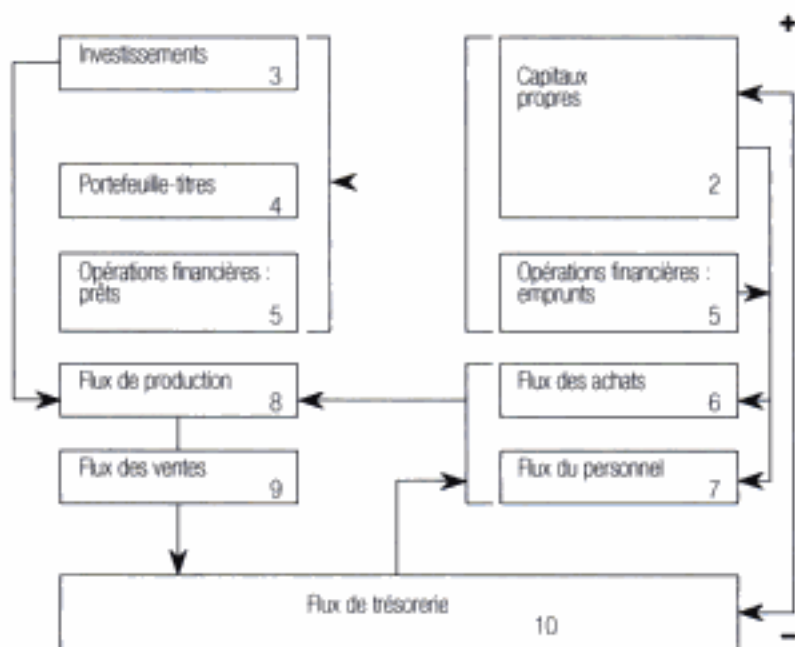 +
Investissements
3
Capitaux
propres
2
Portefeuille-titres
4
Opérations financières :
prêts
5
Opérations financières :
emprunts
5
Flux de production
8
Flux des achats
6
Flux des ventes
9
Flux du personnel
7
Flux de trésorerie
10
–